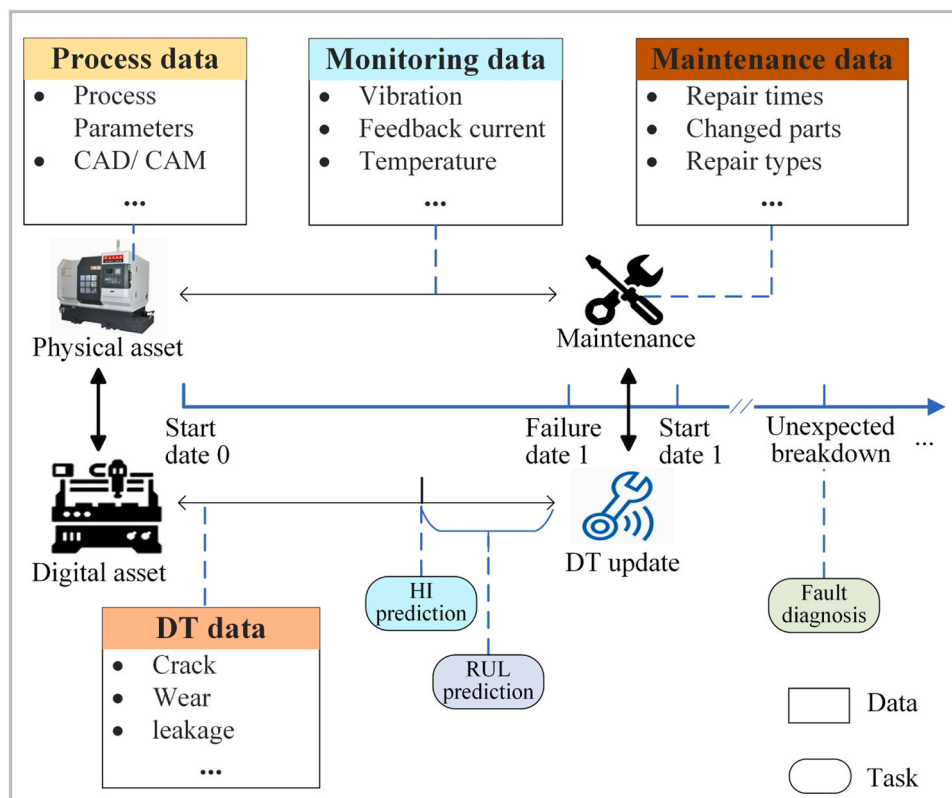 Process data
• Process
Parameters
• CAD/ CAM
...
Monitoring data
• Vibration
• Feedback current
• Temperature
...
Maintenance data
• Repair times
• Changed parts
• Repair types
...
Physical asset
Maintenance
Start
date 0
Failure
date 1
Start
date 1
Unexpected
breakdown
...
Digital asset
DT update
HI
prediction
RUL
prediction
Fault
diagnosis
DT data
• Crack
• Wear
• leakage
...
Data
Task